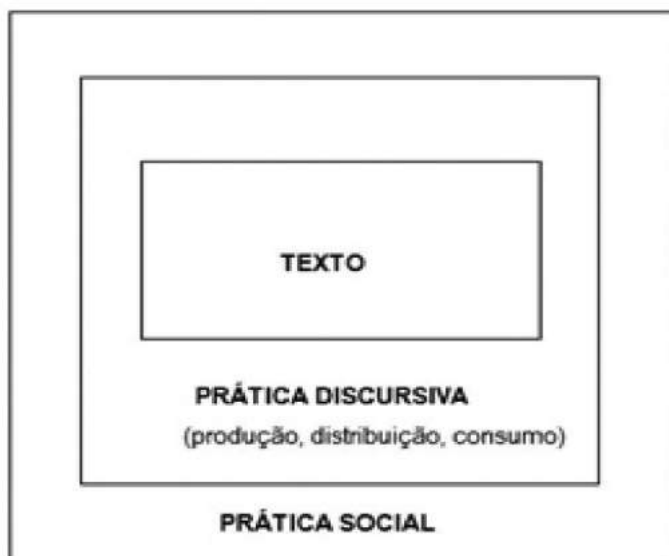 TEXTO
PRÁTICA DISCURSIVA
(produção, distribuição, consumo)
PRÁTICA SOCIAL